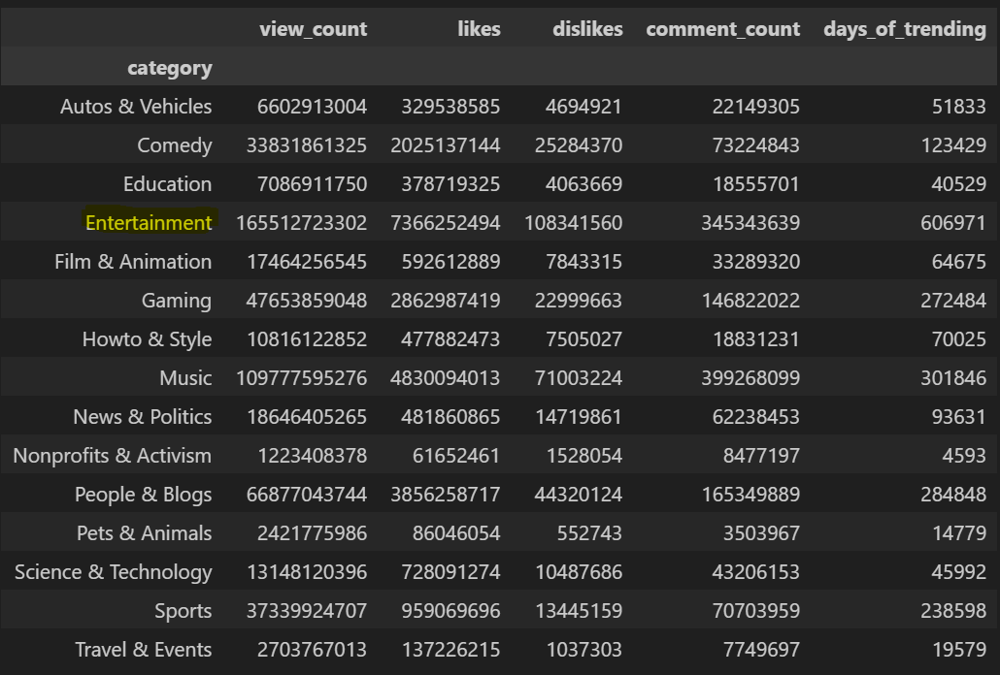 view_count likes dislikes comment_count days_of_trending
category
Autos & Vehicles 6602913004 329538585 4694921 22149305 51833
Comedy 33831861325 2025137144 25284370 73224843 123429
Education 7086911750 378719325 4063669 18555701 40529
Entertainment 165512723302 7366252494 108341560 345343639 606971
Film & Animation 17464256545 592612889 7843315 33289320 64675
Gaming 47653859048 2862987419 22999663 146822022 272484
Howto & Style 10816122852 477882473 7505027 18831231 70025
Music 109777595276 4830094013 71003224 399268099 301846
News & Politics 18646405265 481860865 14719861 62238453 93631
Nonprofits & Activism 1223408378 61652461 1528054 8477197 4593
People & Blogs 66877043744 3856258717 44320124 165349889 284848
Pets & Animals 2421775986 86046054 552743 3503967 14779
Science & Technology 13148120396 728091274 10487686 43206153 45992
Sports 37339924707 959069696 13445159 70703959 238598
Travel & Events 2703767013 137226215 1037303 7749697 19579